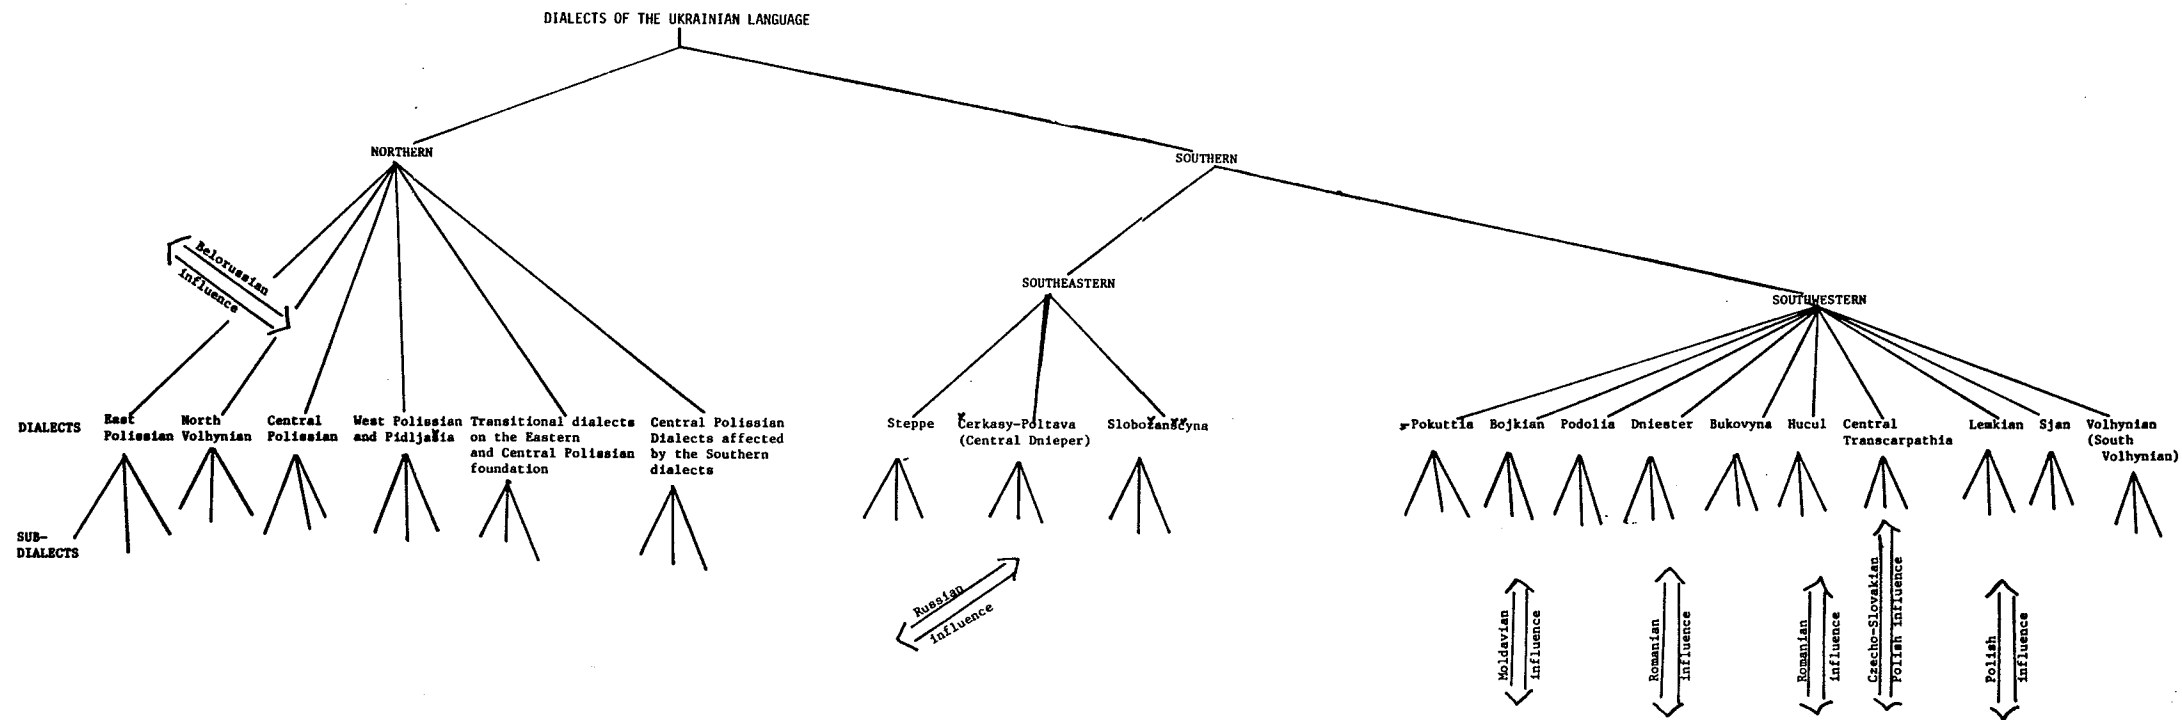 DIALECTS OF THE UKRAINIAN LANGUAGE
NORTHERN
SOUTHERN
Belorussian
influence
SOUTHEASTERN
SOUTHWESTERN
DIALECTS
East
Polissian
North
Volhynian
Central
Polissian
West Polissian
and Pidljašia
Transitional dialects
on the Eastern
and Central Polissian
foundation
Central Polissian
Dialects affected
by the Southern
dialects
Steppe
Čerkasy-Poltava
(Central Dnieper)
Slobožanščyna
Pokuttia
Bojkian
Podolia
Dniester
Bukovyna
Hucul
Central
Transcarpathia
Lemkian
Sjan
Volhynian
(South
Volhynian)
SUB-
DIALECTS
Russian
influence
Moldavian
influence
Romanian
influence
Romanian
influence
Czecho-Slovakian
Polish influence
Polish
influence